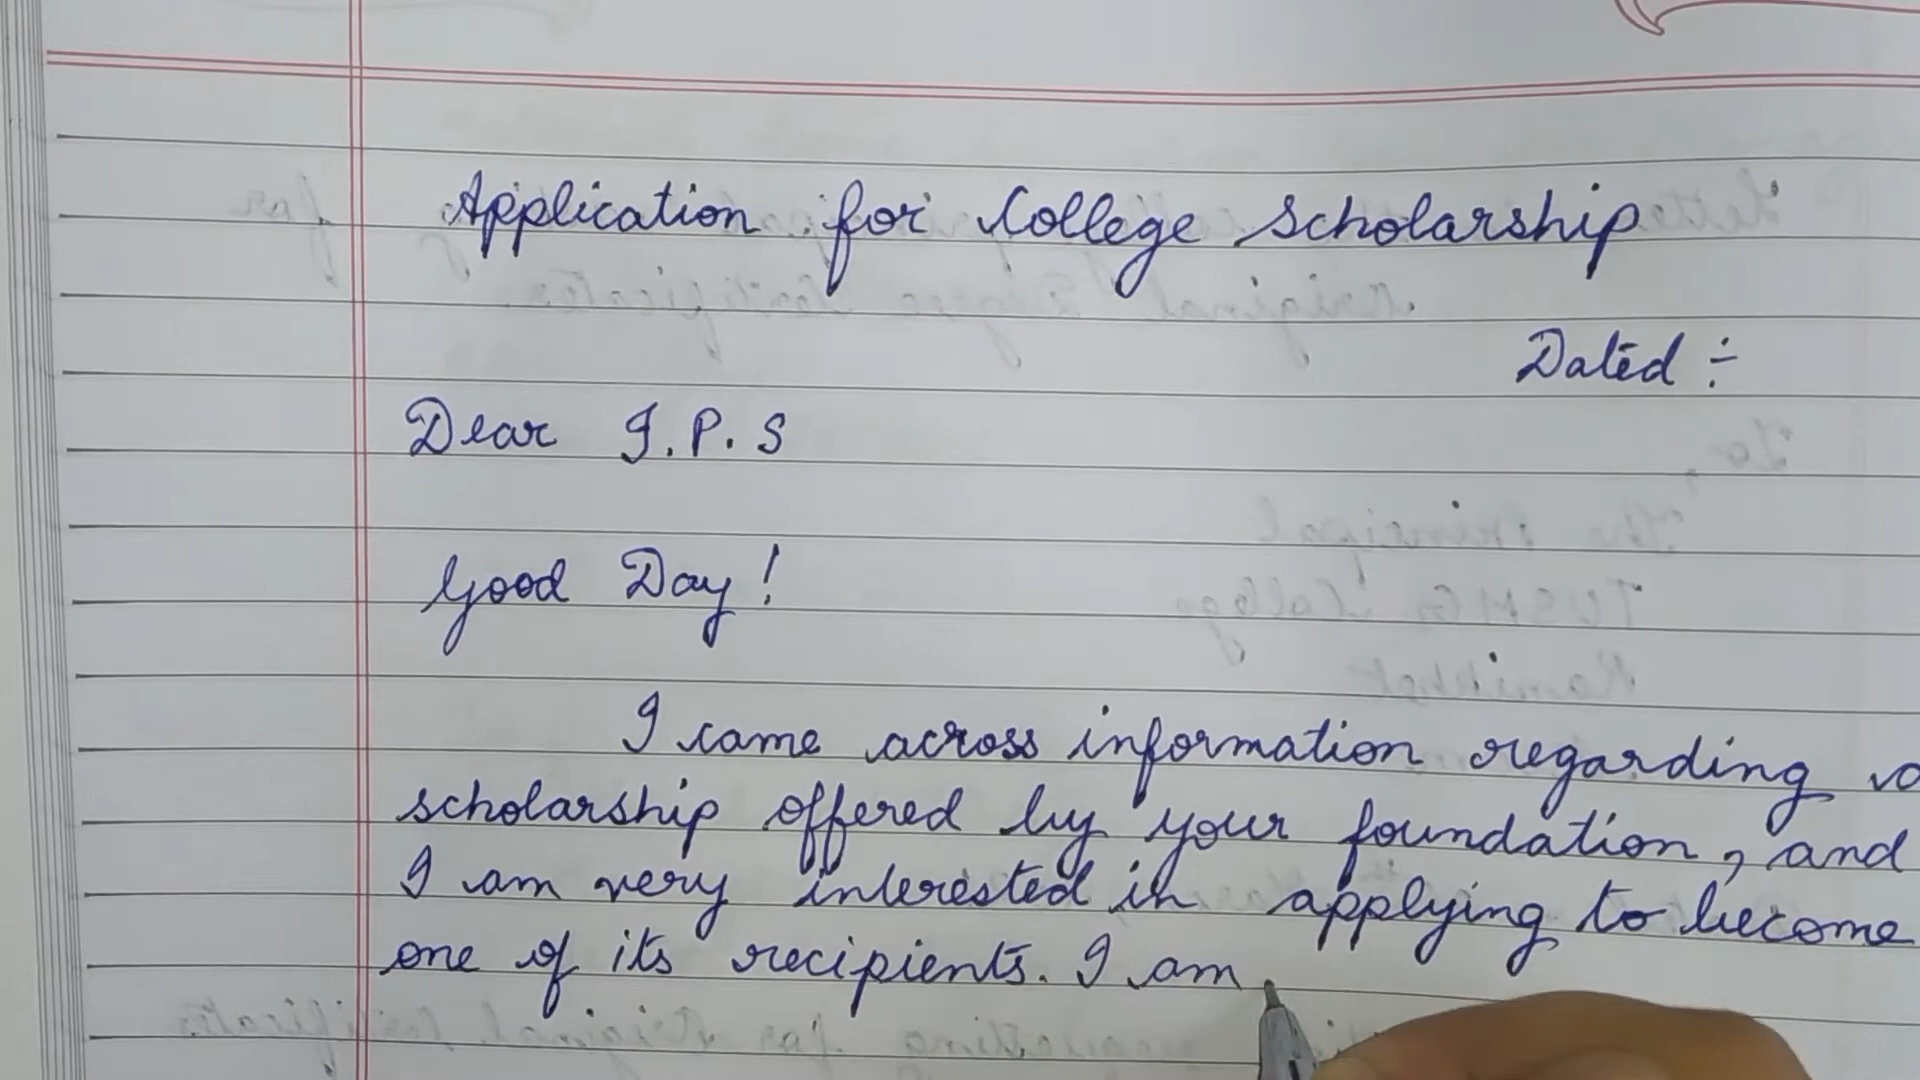 Application for College Scholarship
Dated ÷
Dear I.P.S
Good Day!
I came across information regarding
scholarship offered by your foundation, and
I am very interested in applying to become
one of its recipients. I am